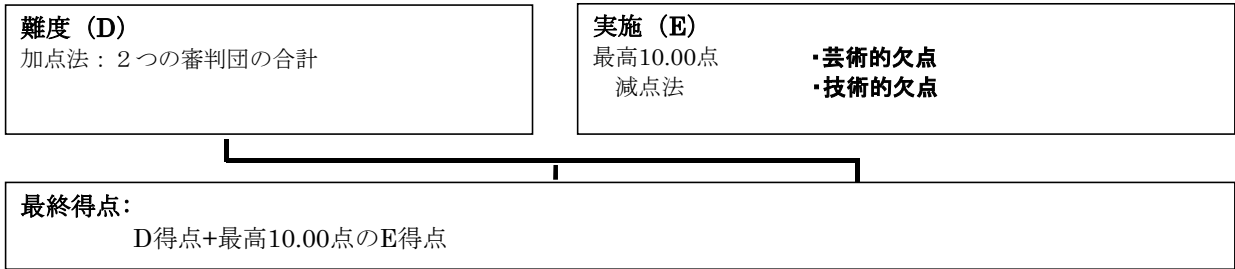 難度（D）
加点法：２つの審判団の合計
実施（E）
最高10.00点　・芸術的欠点
減点法　・技術的欠点
最終得点：
D得点+最高10.00点のE得点